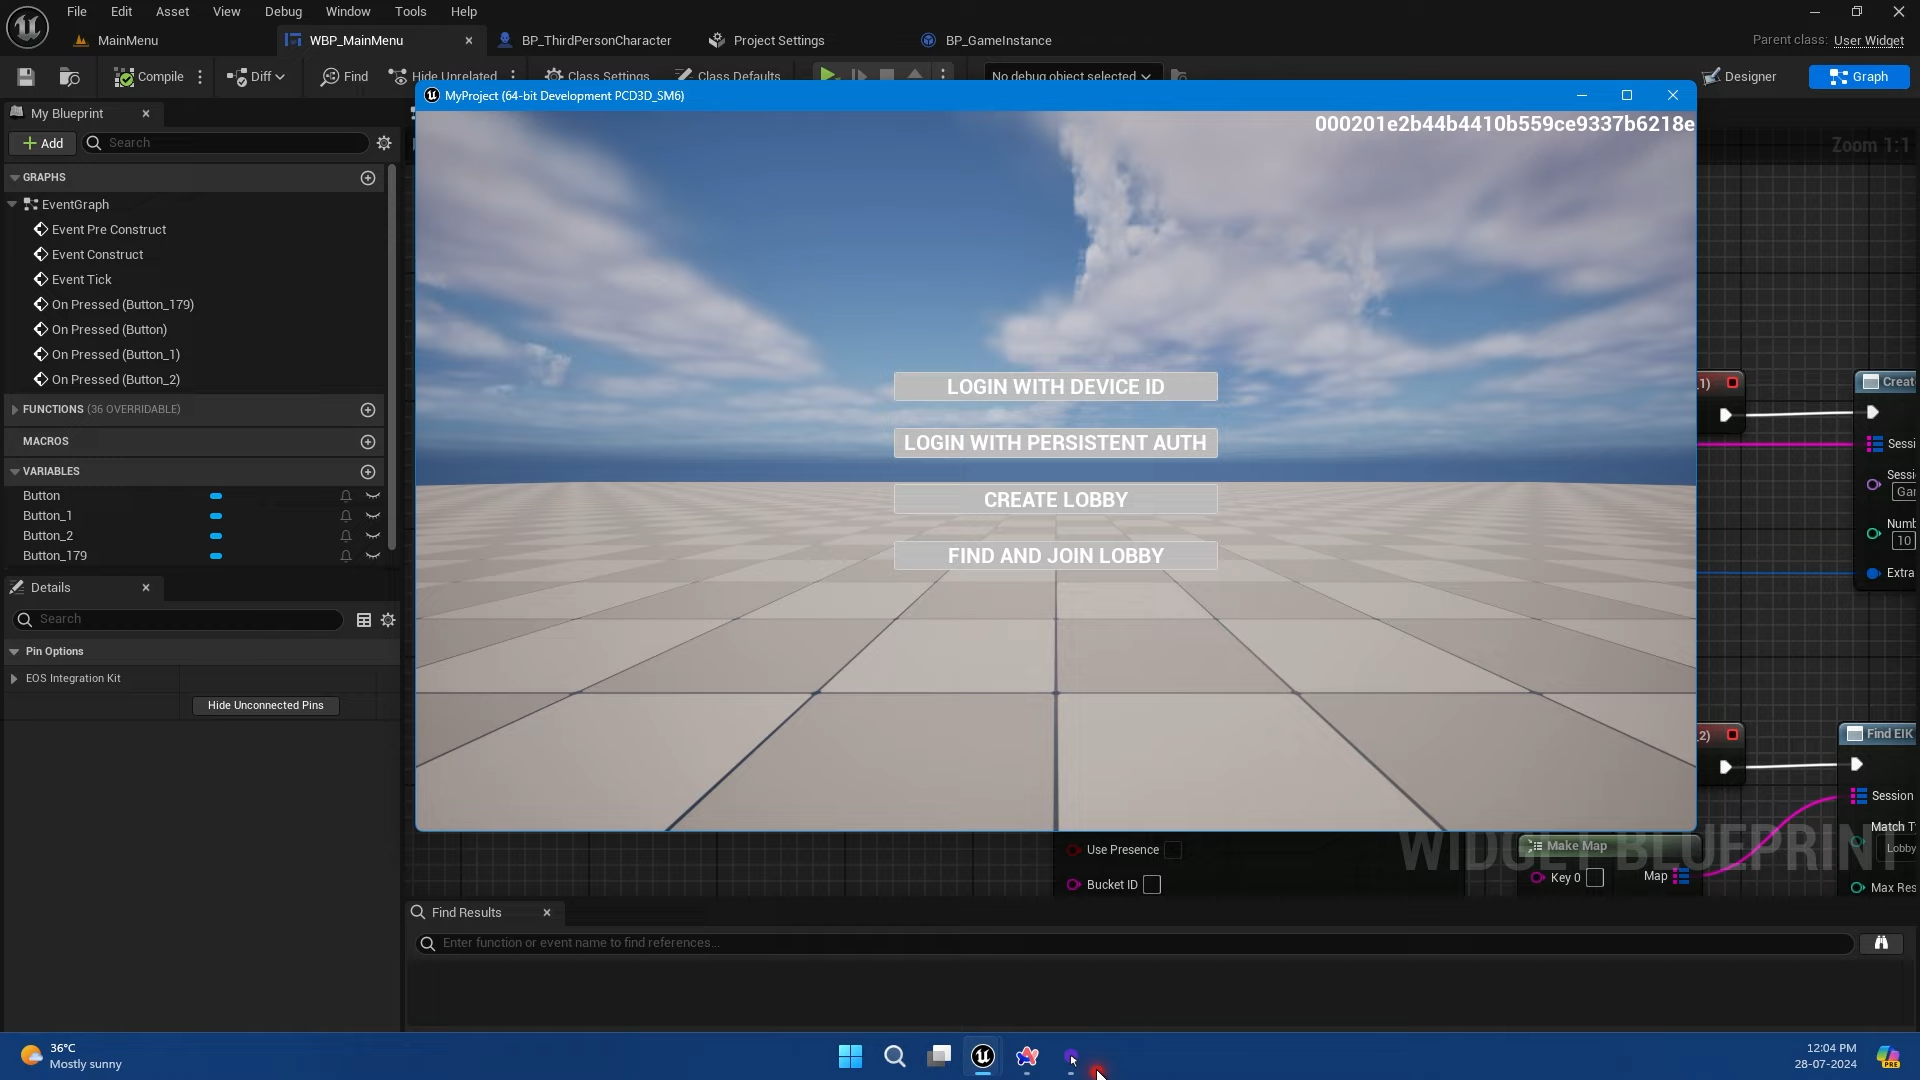 File Edit Asset View Debug Window Tools Help
MainMenu
WBP_MainMenu
BP_ThirdPersonCharacter
Project Settings
BP_GameInstance
Parent class: User Widget
Compile
Diff
Find
Hide Unrelated
Class Settings
Class Defaults
No debug object selected
Designer
Graph
My Blueprint
Add
Search
GRAPHS
EventGraph
Event Pre Construct
Event Construct
Event Tick
On Pressed (Button_179)
On Pressed (Button)
On Pressed (Button_1)
On Pressed (Button_2)
FUNCTIONS (36 OVERRIDABLE)
MACROS
VARIABLES
Button
Button_1
Button_2
Button_179
Details
Search
Pin Options
EOS Integration Kit
Hide Unconnected Pins
MyProject (64-bit Development PCD3D_SM6)
000201e2b44b4410b559ce9337b6218e
LOGIN WITH DEVICE ID
LOGIN WITH PERSISTENT AUTH
CREATE LOBBY
FIND AND JOIN LOBBY
Zoom 1:1
_1)
Creat
Sessi
Sessi
Gar
Numb
10
Extra
_2)
Find EIK
Session
Match T
Lobby
Max Res
Use Presence
Bucket ID
Make Map
Key 0
Map
WIDGET BLUEPRINT
Find Results
Enter function or event name to find references...
36°C
Mostly sunny
12:04 PM
28-07-2024
PRE